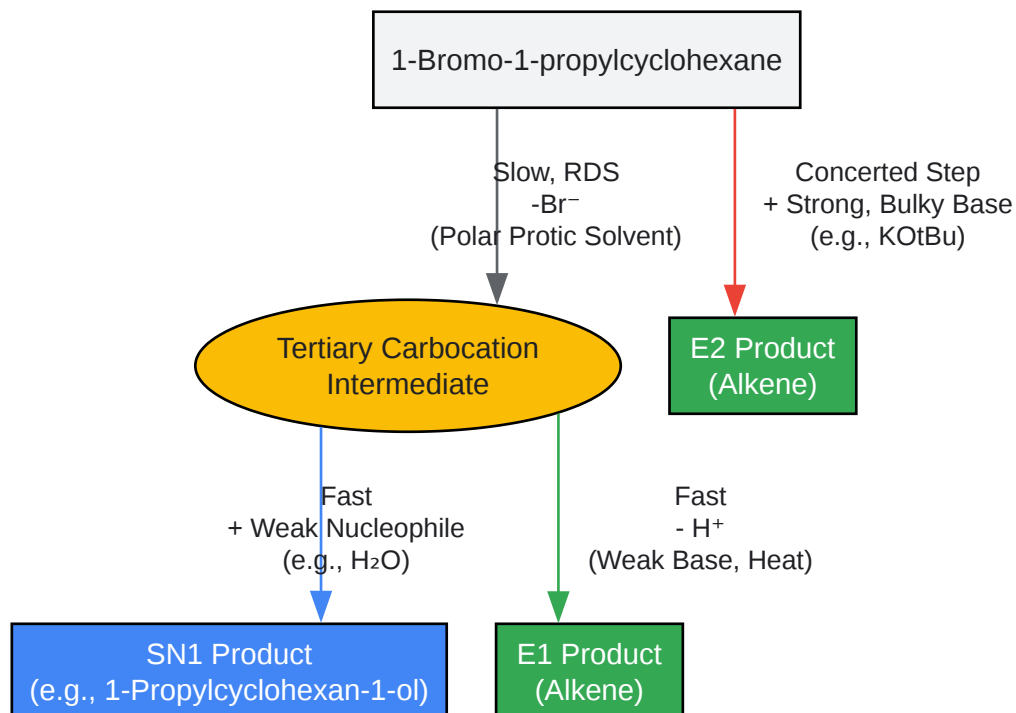 1-Bromo-1-propylcyclohexane
Slow, RDS
-Br⁻
(Polar Protic Solvent)
Concerted Step
+ Strong, Bulky Base
(e.g., KOtBu)
Tertiary Carbocation
Intermediate
E2 Product
(Alkene)
Fast
+ Weak Nucleophile
(e.g., H₂O)
Fast
- H⁺
(Weak Base, Heat)
SN1 Product
(e.g., 1-Propylcyclohexan-1-ol)
E1 Product
(Alkene)